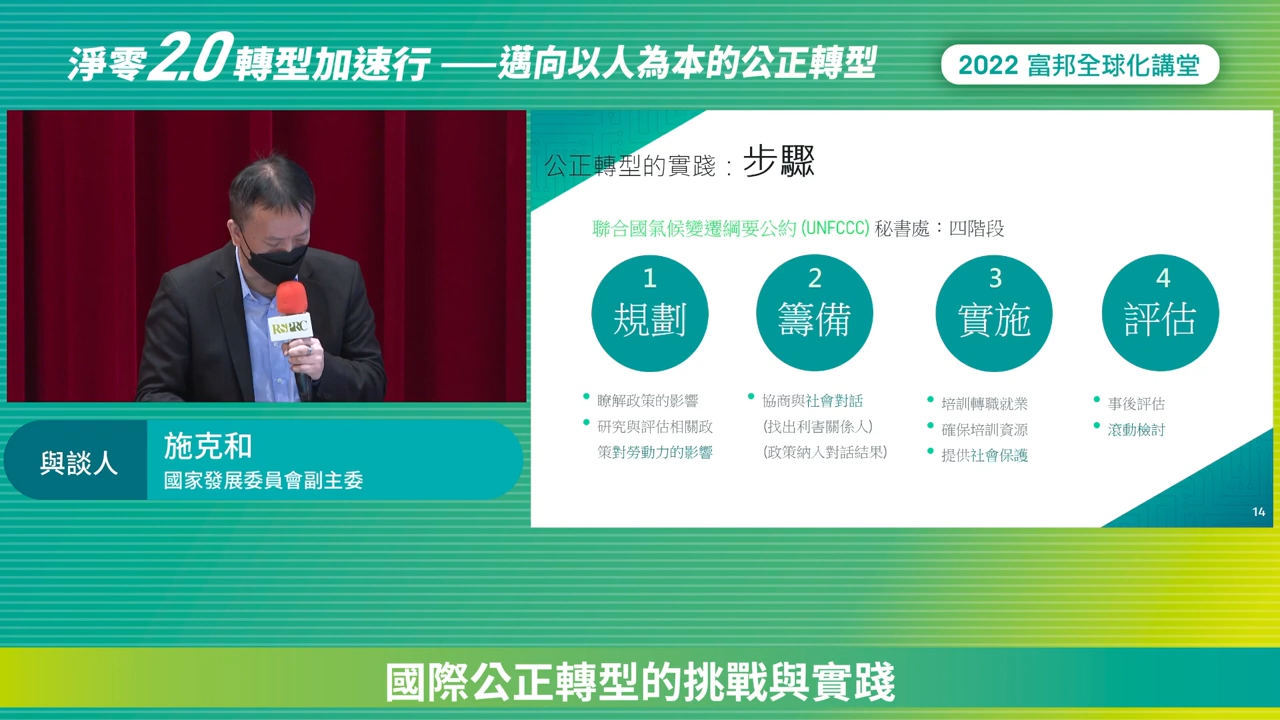 淨零2.0轉型加速行——邁向以人為本的公正轉型
2022 富邦全球化講堂
公正轉型的實踐：步驟
聯合國氣候變遷綱要公約 (UNFCCC) 秘書處：四階段
1
規劃
2
籌備
3
實施
4
評估
• 瞭解政策的影響
• 研究與評估相關政
策對勞動力的影響
• 協商與社會對話
(找出利害關係人)
(政策納入對話結果)
• 培訓轉職就業
• 確保培訓資源
• 提供社會保護
• 事後評估
• 滾動檢討
14
RSPRC
與談人
施克和
國家發展委員會副主委
國際公正轉型的挑戰與實踐